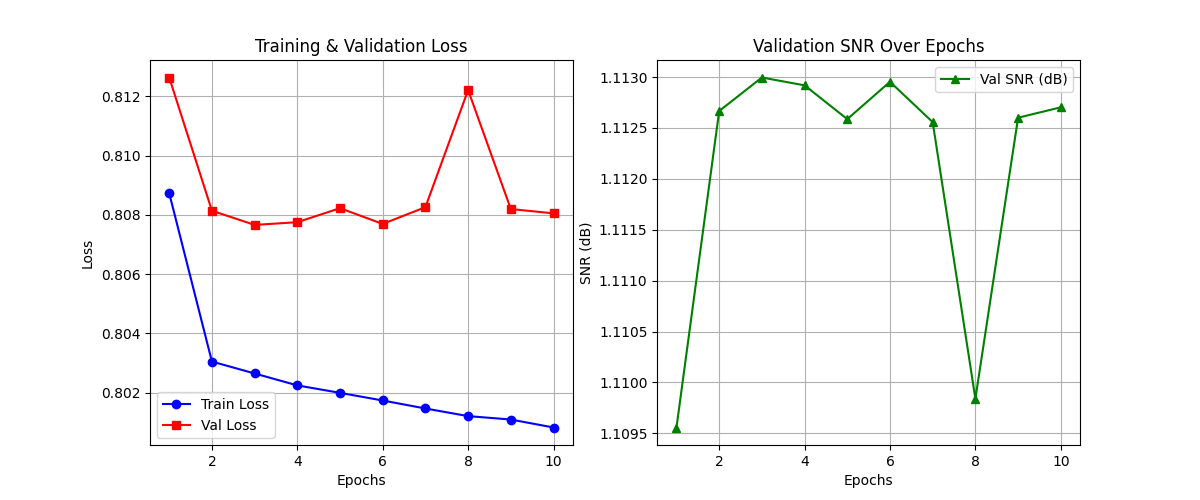 Training & Validation Loss
0.812
0.810
0.808
0.806
0.804
0.802
Loss
Train Loss
Val Loss
2
4
6
8
10
Epochs
Validation SNR Over Epochs
1.1130
1.1125
1.1120
1.1115
1.1110
1.1105
1.1100
1.1095
SNR (dB)
Val SNR (dB)
2
4
6
8
10
Epochs